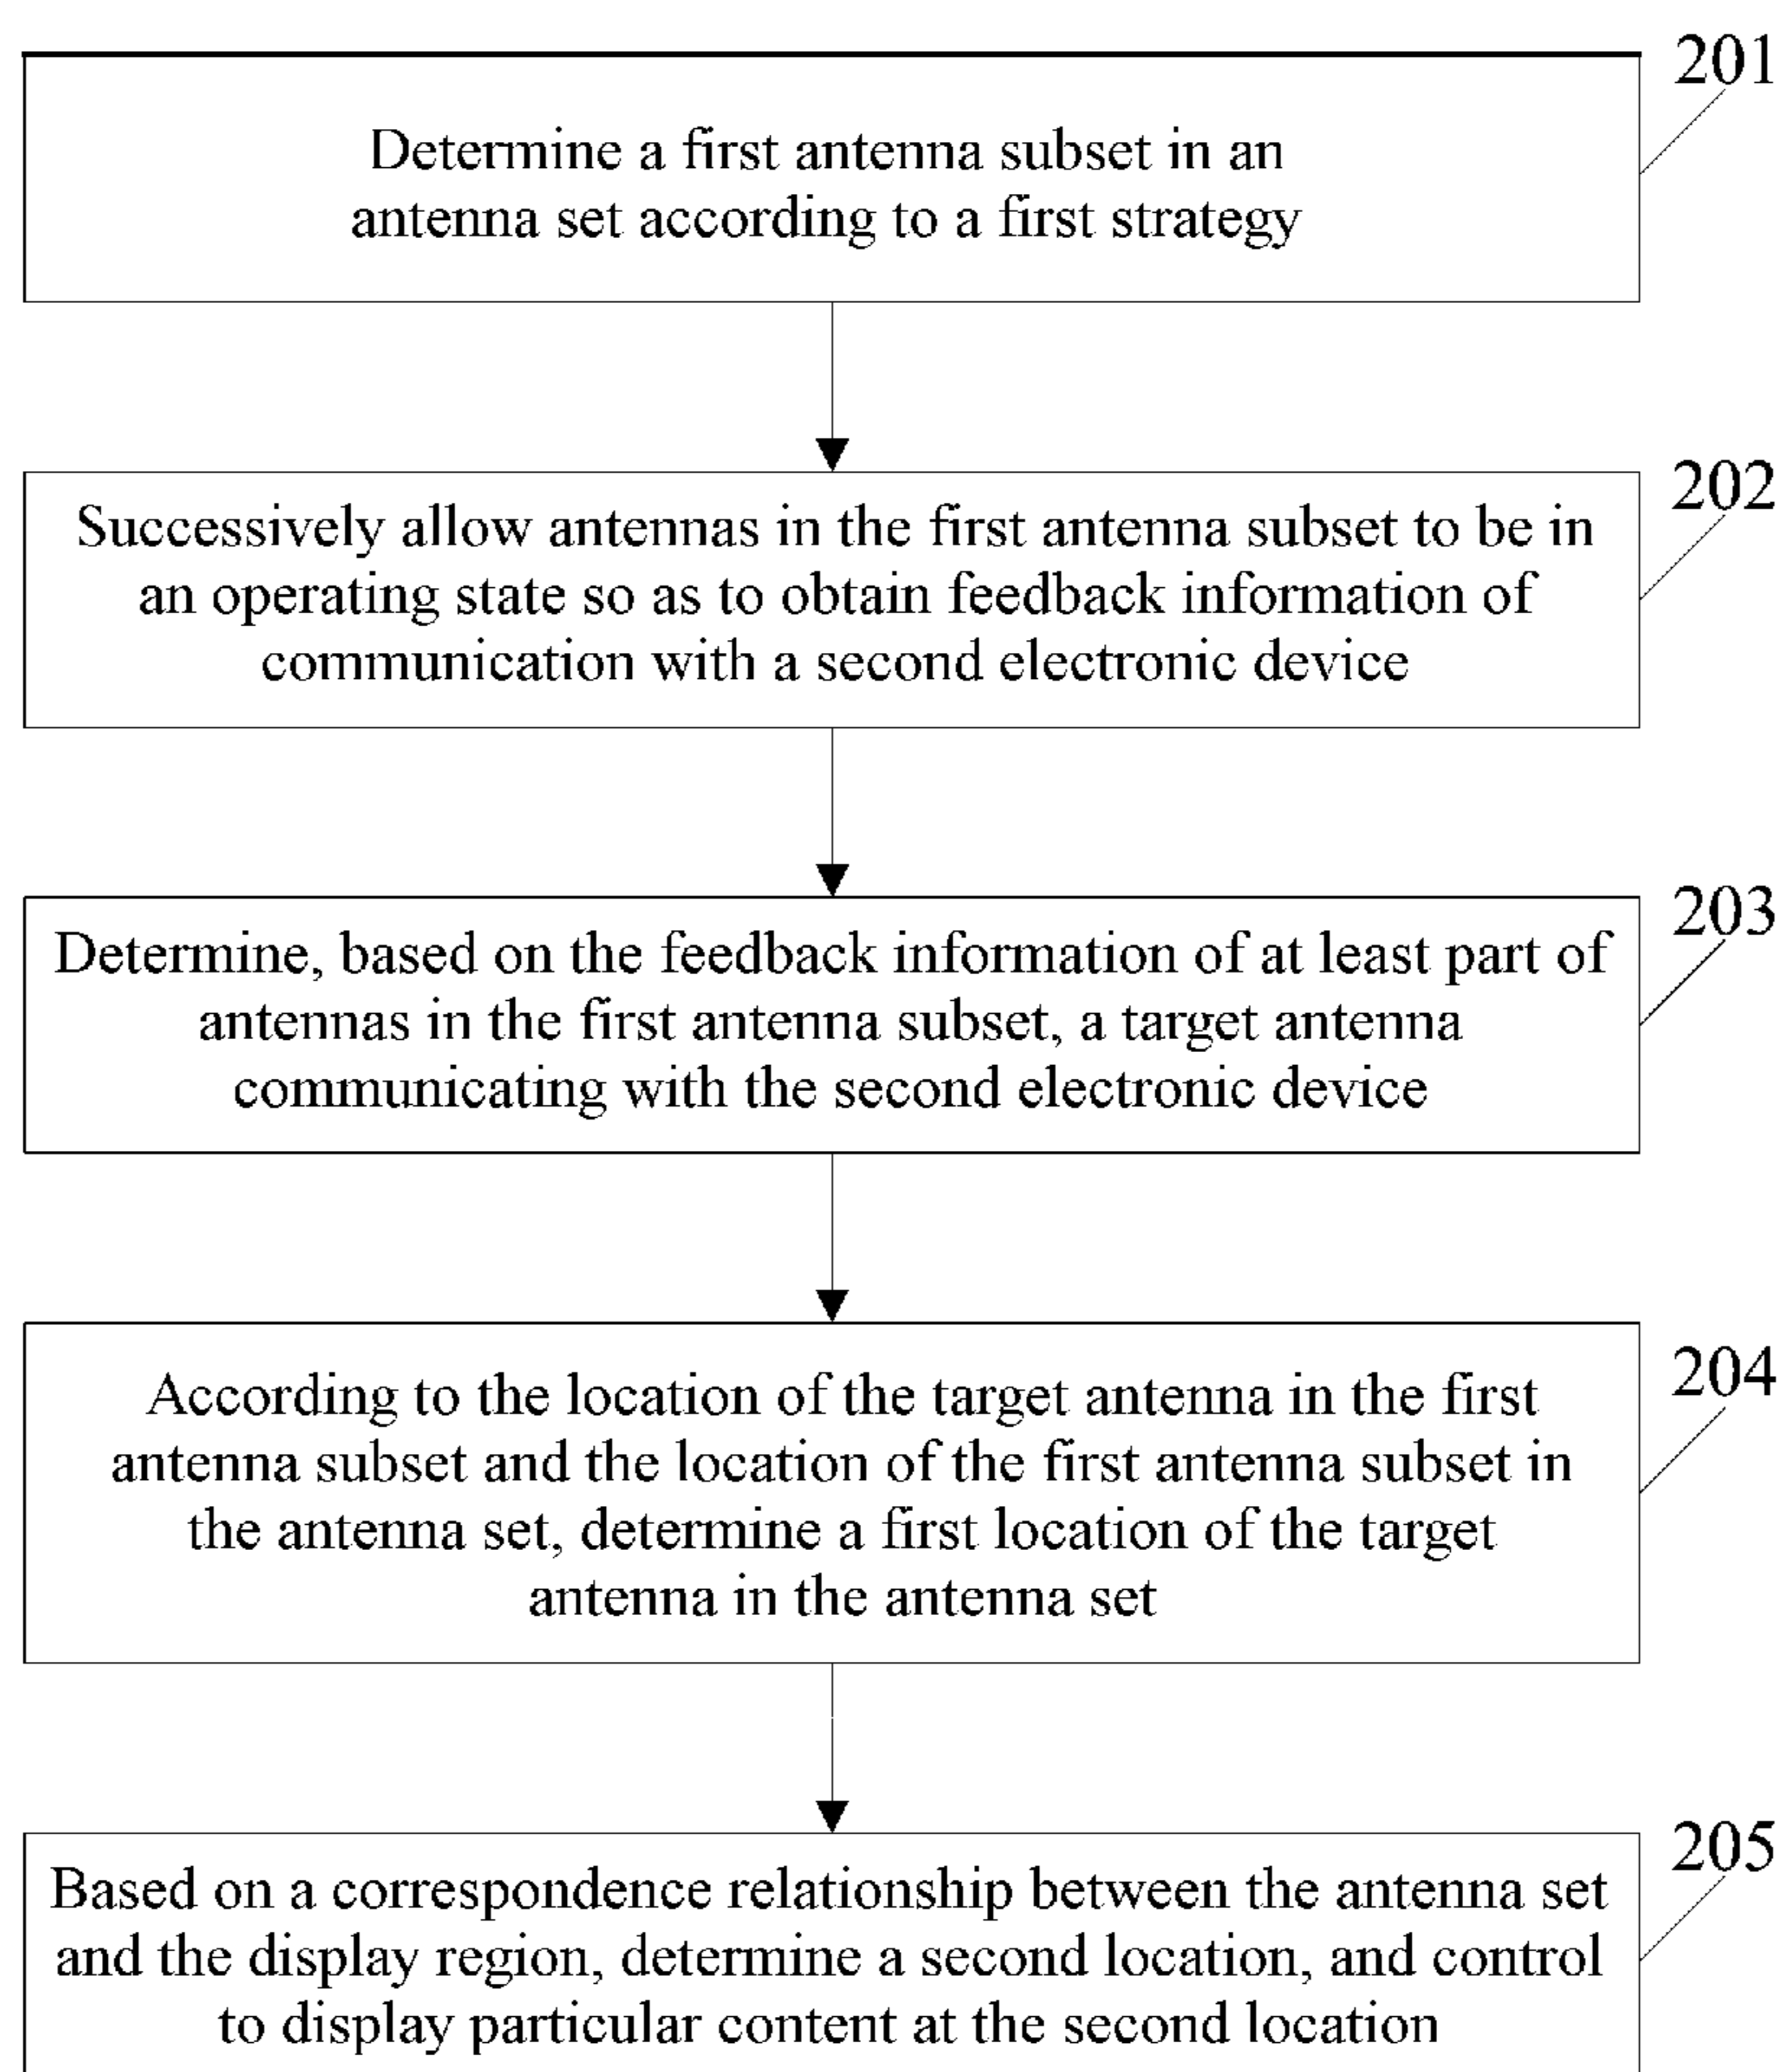 201
Determine a first antenna subset in an
antenna set according to a first strategy
202
Successively allow antennas in the first antenna subset to be in
an operating state so as to obtain feedback information of
communication with a second electronic device
203
Determine, based on the feedback information of at least part of
antennas in the first antenna subset, a target antenna
communicating with the second electronic device
204
According to the location of the target antenna in the first
antenna subset and the location of the first antenna subset in
the antenna set, determine a first location of the target
antenna in the antenna set
205
Based on a correspondence relationship between the antenna set
and the display region, determine a second location, and control
to display particular content at the second location